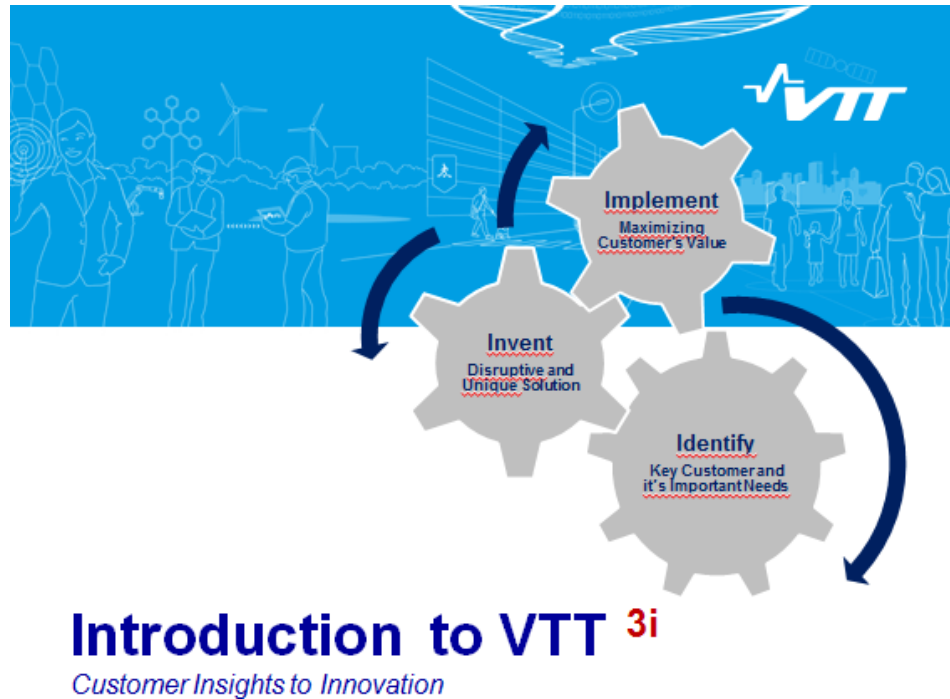 VTT
Implement
Maximizing
Customer's Value
Invent
Disruptive and
Unique Solution
Identify
Key Customer and
it's Important Needs
Introduction to VTT 3i
Customer Insights to Innovation